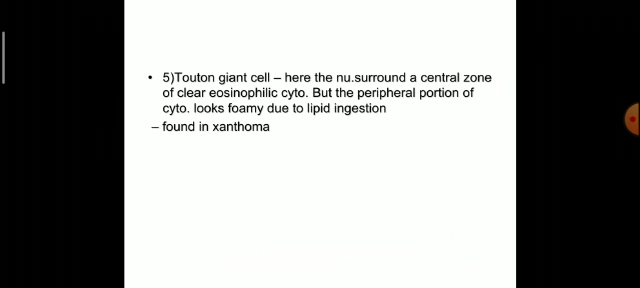 • 5)Touton giant cell – here the nu.surround a central zone
of clear eosinophilic cyto. But the peripheral portion of
cyto. looks foamy due to lipid ingestion
– found in xanthoma